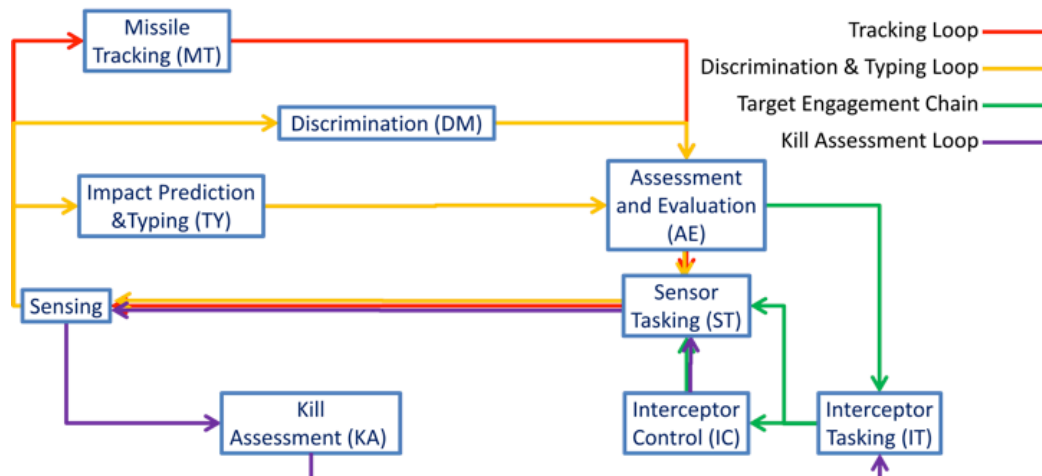 Missile
Tracking (MT)
Tracking Loop
Discrimination & Typing Loop
Target Engagement Chain
Kill Assessment Loop
Discrimination (DM)
Impact Prediction
&Typing (TY)
Assessment
and Evaluation
(AE)
Sensing
Sensor
Tasking (ST)
Kill
Assessment (KA)
Interceptor
Control (IC)
Interceptor
Tasking (IT)